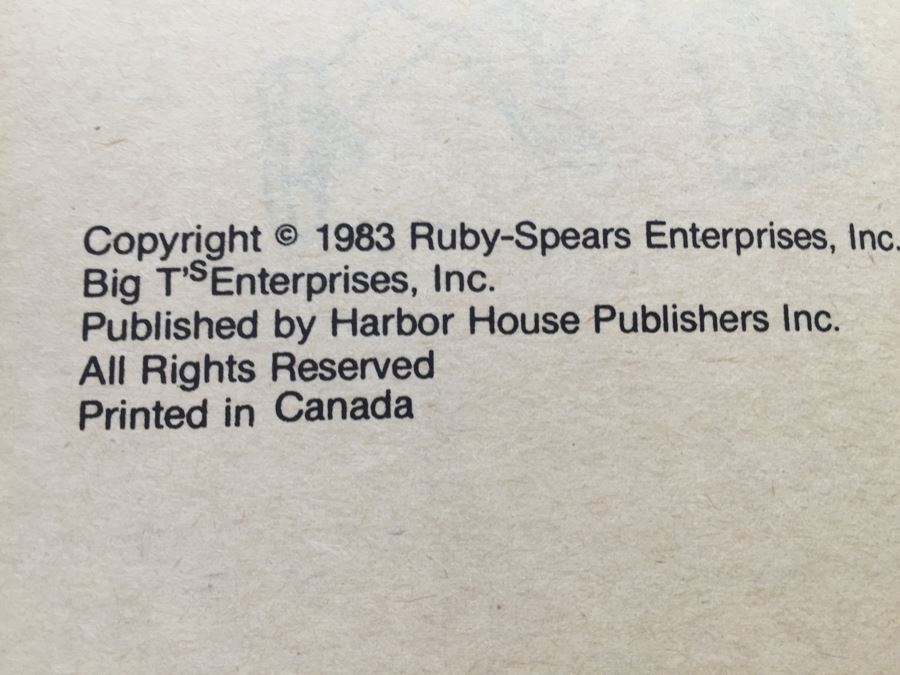 Copyright © 1983 Ruby-Spears Enterprises, Inc.
Big T'S Enterprises, Inc.
Published by Harbor House Publishers Inc.
All Rights Reserved
Printed in Canada